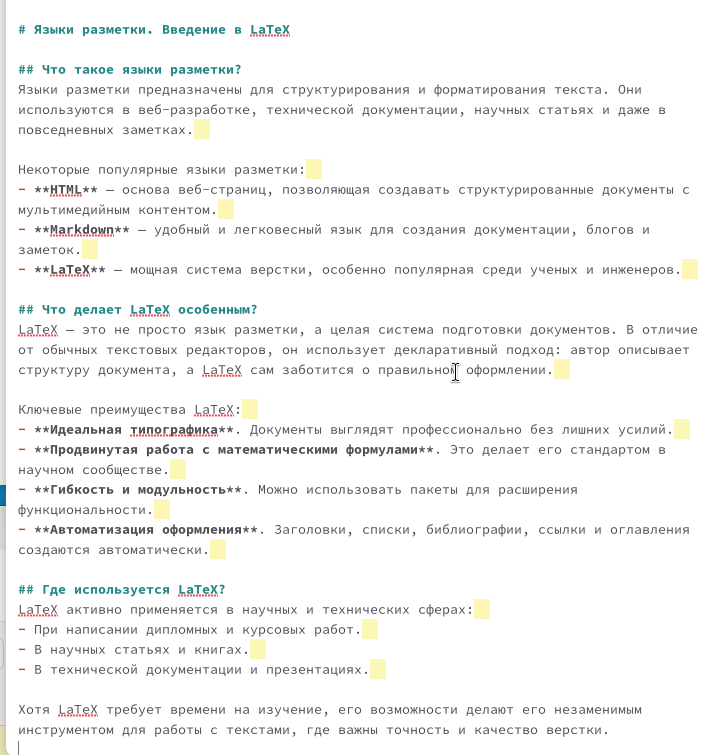 # Языки разметки. Введение в LaTeX
## Что такое языки разметки?
Языки разметки предназначены для структурирования и форматирования текста. Они
используются в веб-разработке, технической документации, научных статьях и даже в
повседневных заметках.
Некоторые популярные языки разметки:
- **HTML** — основа веб-страниц, позволяющая создавать структурированные документы с
мультимедийным контентом.
- **Markdown** — удобный и легковесный язык для создания документации, блогов и
заметок.
- **LaTeX** — мощная система верстки, особенно популярная среди ученых и инженеров.
## Что делает LaTeX особенным?
LaTeX — это не просто язык разметки, а целая система подготовки документов. В отличие
от обычных текстовых редакторов, он использует декларативный подход: автор описывает
структуру документа, а LaTeX сам заботится о правильном оформлении.
Ключевые преимущества LaTeX:
- **Идеальная типографика**. Документы выглядят профессионально без лишних усилий.
- **Продвинутая работа с математическими формулами**. Это делает его стандартом в
научном сообществе.
- **Гибкость и модульность**. Можно использовать пакеты для расширения
функциональности.
- **Автоматизация оформления**. Заголовки, списки, библиографии, ссылки и оглавления
создаются автоматически.
## Где используется LaTeX?
LaTeX активно применяется в научных и технических сферах:
- При написании дипломных и курсовых работ.
- В научных статьях и книгах.
- В технической документации и презентациях.
Хотя LaTeX требует времени на изучение, его возможности делают его незаменимым
инструментом для работы с текстами, где важны точность и качество верстки.